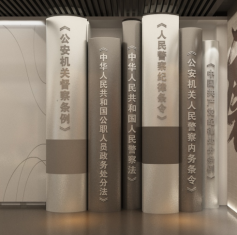 《公安机关督察条例》
《中华人民共和国公职人员政务处分法》
《中华人民共和国人民警察法》
《人民警察纪律条令》
《公安机关人民警察内务条令》